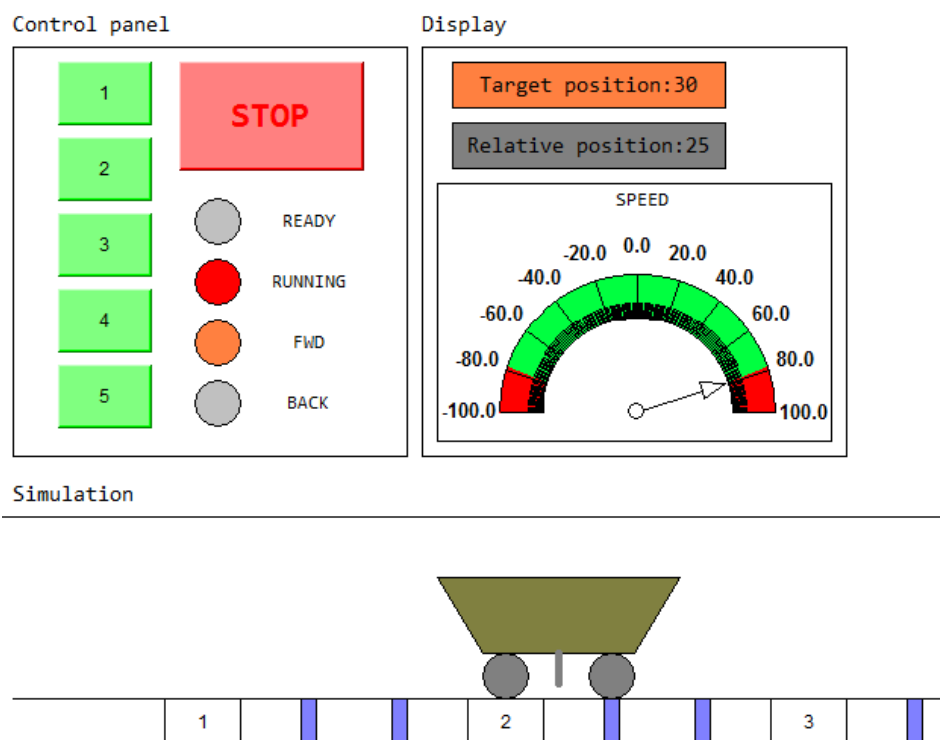 Control panel
1
2
3
4
5
STOP
READY
RUNNING
FWD
BACK
Display
Target position:30
Relative position:25
SPEED
-100.0
-80.0
-60.0
-40.0
-20.0
0.0
20.0
40.0
60.0
80.0
100.0
Simulation
1
2
3